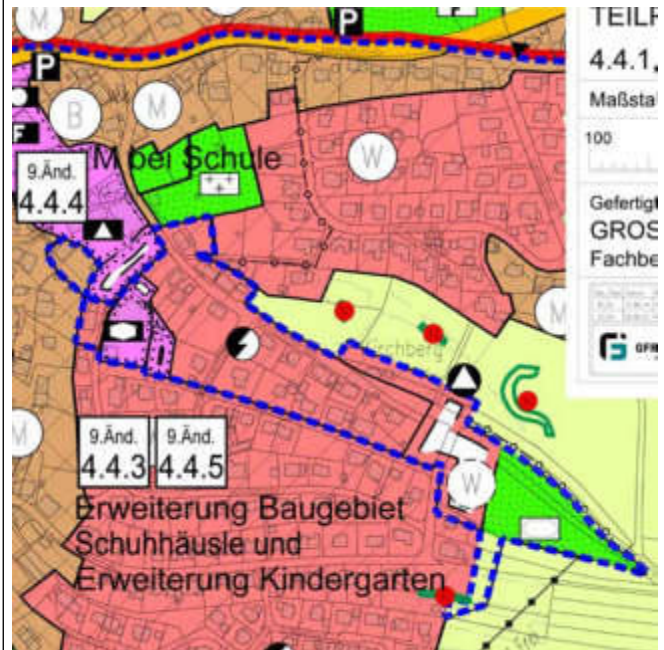 M
P
P
TEILF
4.4.1.
Maßsta
100
Gefertigt
GROS
Fachbe
B
M
W
F
M bei Schule
9.Änd.
4.4.4
M
Kirchberg
M
9.Änd.
4.4.3
9.Änd.
4.4.5
W
Erweiterung Baugebiet
Schuhhäusle und
Erweiterung Kindergarten